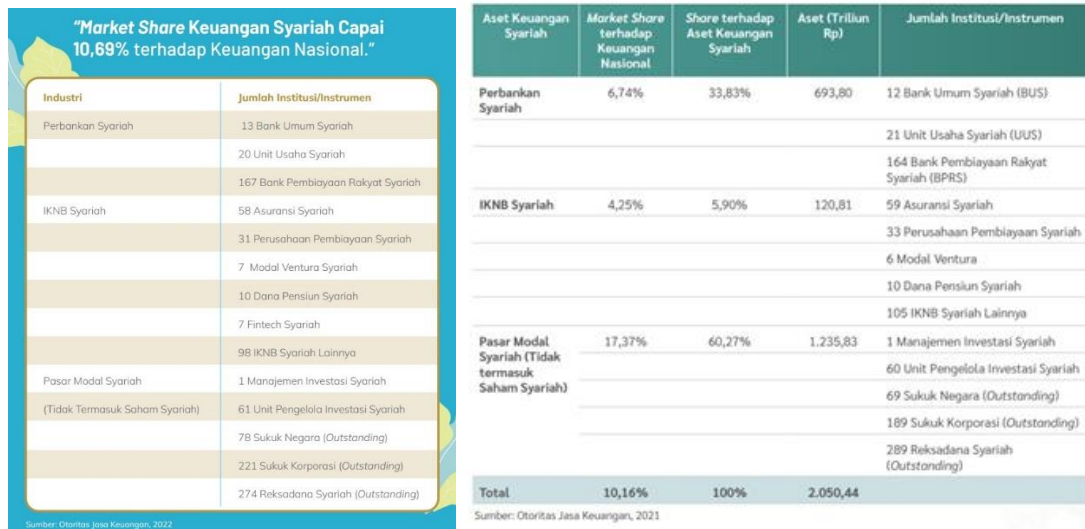 "Market Share Keuangan Syariah Capai
10,69% terhadap Keuangan Nasional."
Industri Jumlah Institusi/Instrumen
Perbankan Syariah 13 Bank Umum Syariah
20 Unit Usaha Syariah
167 Bank Pembiayaan Rakyat Syariah
IKNB Syariah 58 Asuransi Syariah
31 Perusahaan Pembiayaan Syariah
7 Modal Ventura Syariah
10 Dana Pensiun Syariah
7 Fintech Syariah
98 IKNB Syariah Lainnya
Pasar Modal Syariah 1 Manajemen Investasi Syariah
(Tidak Termasuk Saham Syariah) 61 Unit Pengelola Investasi Syariah
78 Sukuk Negara (Outstanding)
221 Sukuk Korporasi (Outstanding)
274 Reksadana Syariah (Outstanding)
Sumber: Otoritas Jasa Keuangan, 2022
Aset Keuangan Market Share Share terhadap Aset (Triliun Jumlah Institusi/Instrumen
Syariah terhadap Aset Keuangan Rp)
Keuangan Syariah
Nasional
Perbankan 6,74% 33,83% 693,80 12 Bank Umum Syariah (BUS)
Syariah
21 Unit Usaha Syariah (UUS)
164 Bank Pembiayaan Rakyat
Syariah (BPRS)
IKNB Syariah 4,25% 5,90% 120,81 59 Asuransi Syariah
33 Perusahaan Pembiayaan Syariah
6 Modal Ventura
10 Dana Pensiun Syariah
105 IKNB Syariah Lainnya
Pasar Modal 17,37% 60,27% 1.235,83 1 Manajemen Investasi Syariah
Syariah (Tidak
termasuk 60 Unit Pengelola Investasi Syariah
Saham Syariah) 69 Sukuk Negara (Outstanding)
189 Sukuk Korporasi (Outstanding)
289 Reksadana Syariah
(Outstanding)
Total 10,16% 100% 2.050,44
Sumber: Otoritas Jasa Keuangan, 2021